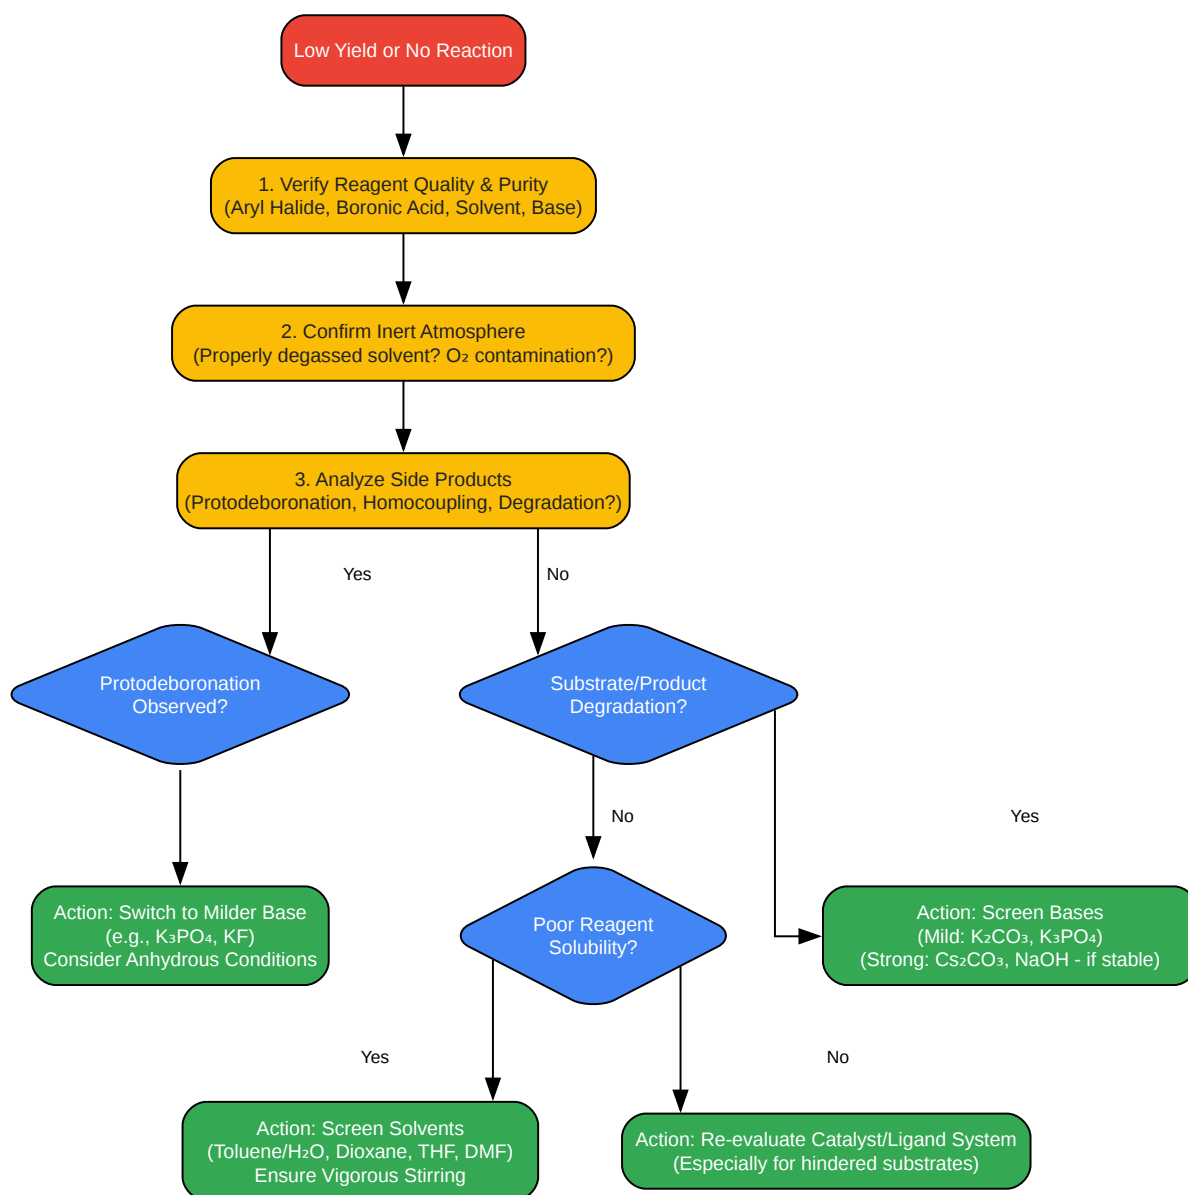 Low Yield or No Reaction
1. Verify Reagent Quality & Purity
(Aryl Halide, Boronic Acid, Solvent, Base)
2. Confirm Inert Atmosphere
(Properly degassed solvent? O₂ contamination?)
3. Analyze Side Products
(Protodeboronation, Homocoupling, Degradation?)
Yes
No
Protodeboronation
Observed?
Substrate/Product
Degradation?
No
Yes
Action: Switch to Milder Base
(e.g., K₃PO₄, KF)
Consider Anhydrous Conditions
Poor Reagent
Solubility?
Action: Screen Bases
(Mild: K₂CO₃, K₃PO₄)
(Strong: Cs₂CO₃, NaOH - if stable)
Yes
No
Action: Screen Solvents
(Toluene/H₂O, Dioxane, THF, DMF)
Ensure Vigorous Stirring
Action: Re-evaluate Catalyst/Ligand System
(Especially for hindered substrates)